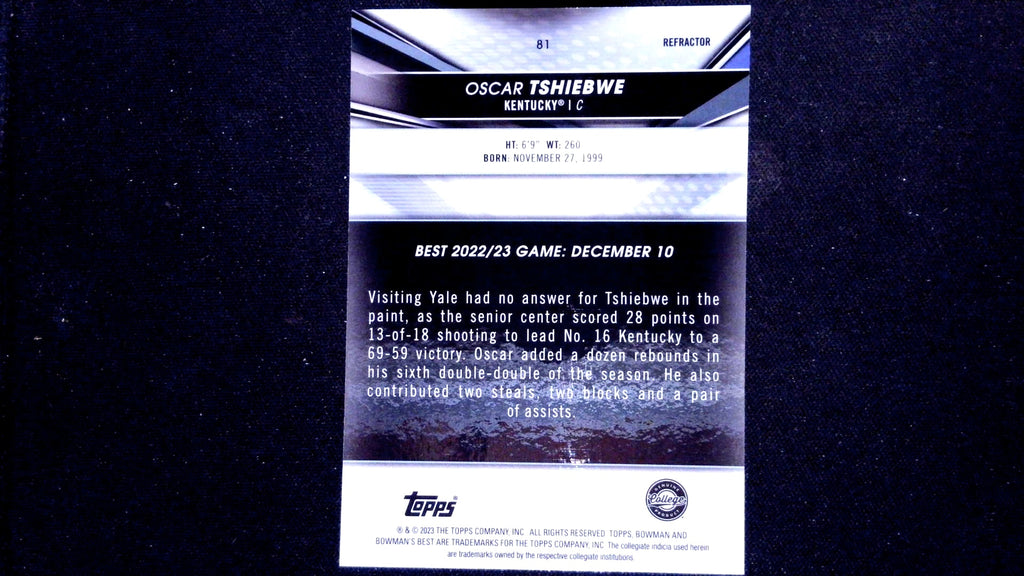 81
REFRACTOR
OSCAR TSHIEBWE
KENTUCKY® | C
HT: 6'9" WT: 260
BORN: NOVEMBER 27, 1999
BEST 2022/23 GAME: DECEMBER 10
Visiting Yale had no answer for Tshiebwe in the
paint, as the senior center scored 28 points on
13-of-18 shooting to lead No. 16 Kentucky to a
69-59 victory. Oscar added a dozen rebounds in
his sixth double-double of the season. He also
contributed two steals, two blocks and a pair
of assists.
topps®
GENUINE
College
PRODUCT
® & © 2023 THE TOPPS COMPANY, INC. ALL RIGHTS RESERVED. TOPPS, BOWMAN AND
BOWMAN'S BEST ARE TRADEMARKS FOR THE TOPPS COMPANY, INC. The collegiate indicia used herein
are trademarks owned by the respective collegiate institutions.